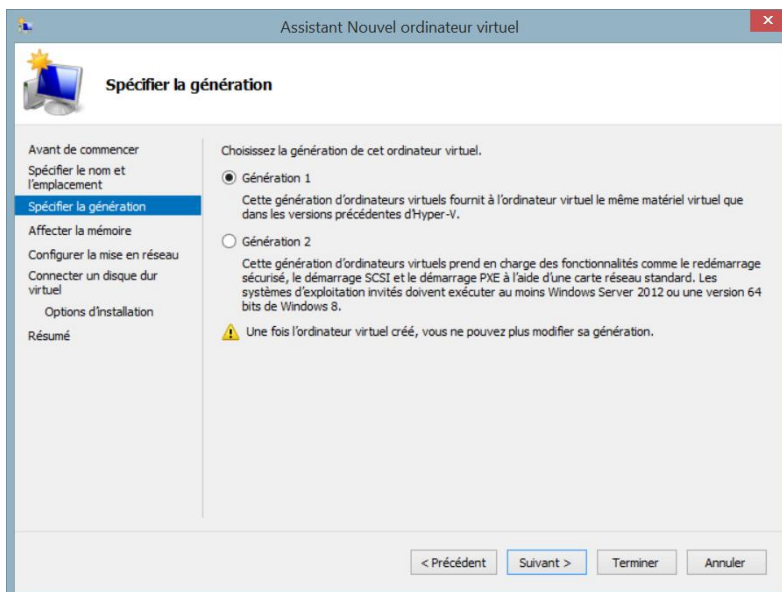 Assistant Nouvel ordinateur virtuel
Spécifier la génération
Avant de commencer
Spécifier le nom et
l'emplacement
Spécifier la génération
Affecter la mémoire
Configurer la mise en réseau
Connecter un disque dur
virtuel
Options d'installation
Résumé
Choisissez la génération de cet ordinateur virtuel.
Génération 1
Cette génération d'ordinateurs virtuels fournit à l'ordinateur virtuel le même matériel virtuel que
dans les versions précédentes d'Hyper-V.
Génération 2
Cette génération d'ordinateurs virtuels prend en charge des fonctionnalités comme le redémarrage
sécurisé, le démarrage SCSI et le démarrage PXE à l'aide d'une carte réseau standard. Les
systèmes d'exploitation invités doivent exécuter au moins Windows Server 2012 ou une version 64
bits de Windows 8.
Une fois l'ordinateur virtuel créé, vous ne pouvez plus modifier sa génération.
< Précédent
Suivant >
Terminer
Annuler